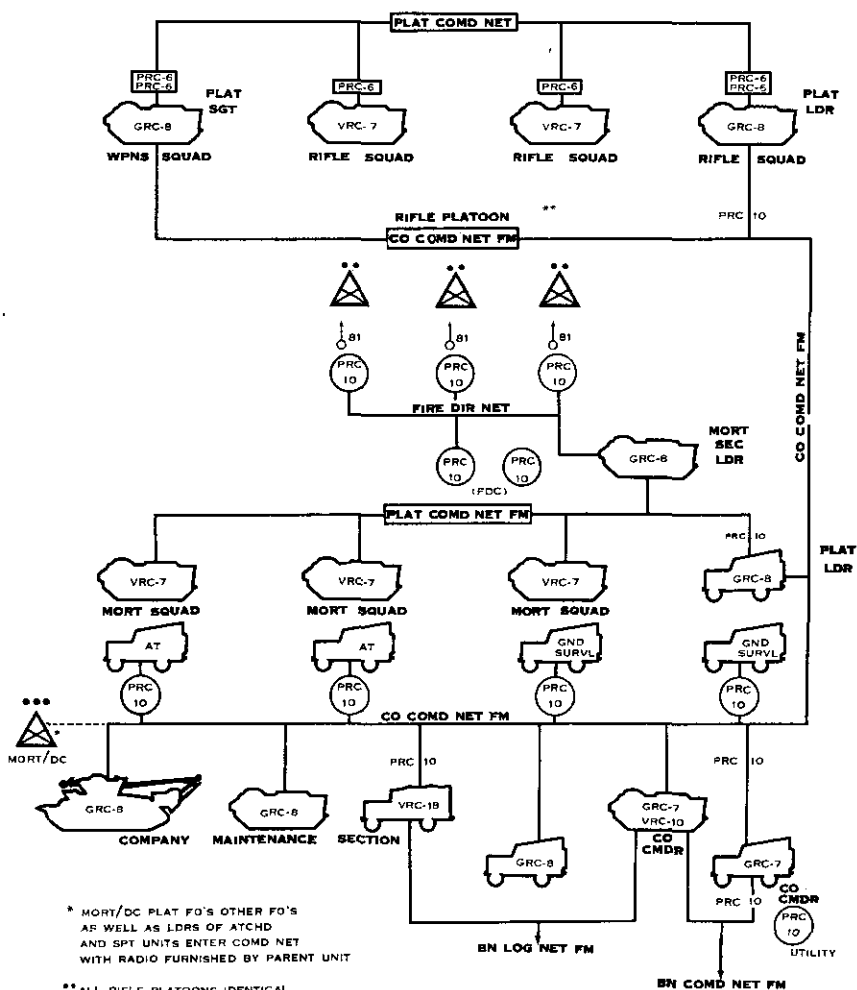 PLAT COMD NET
PRC-6
PRC-6
PLAT
SGT
PRC-6
PRC-6
PRC-6
PRC-6
PLAT
LDR
GRC-8
VRC-7
VRC-7
GRC-8
WPNS SQUAD
RIFLE SQUAD
RIFLE SQUAD
RIFLE SQUAD
RIFLE PLATOON
**
PRC 10
CO COMD NET FM
CO COMD NET FM
81
81
81
PRC
10
PRC
10
PRC
10
FIRE DIR NET
MORT
SEC
LDR
GRC-8
PRC
10
PRC
10
(FDC)
PLAT COMD NET FM
PRC 10
PLAT
LDR
VRC-7
VRC-7
VRC-7
GRC-8
MORT SQUAD
MORT SQUAD
MORT SQUAD
AT
AT
GND
SURVL
GND
SURVL
PRC
10
PRC
10
PRC
10
PRC
10
CO COMD NET FM
*
MORT/DC
PRC 10
PRC 10
GRC-8
GRC-8
VRC-18
GRC-7
VRC-10
COMPANY
MAINTENANCE
SECTION
CO
CMDR
GRC-8
GRC-7
PRC 10
CO
CMDR
PRC
10
UTILITY
* MORT/DC PLAT FO'S OTHER FO'S
AS WELL AS LDRS OF ATCHD
AND SPT UNITS ENTER COMD NET
WITH RADIO FURNISHED BY PARENT UNIT
BN LOG NET FM
** ALL RIFLE PLATOONS IDENTICAL
BN COMD NET FM